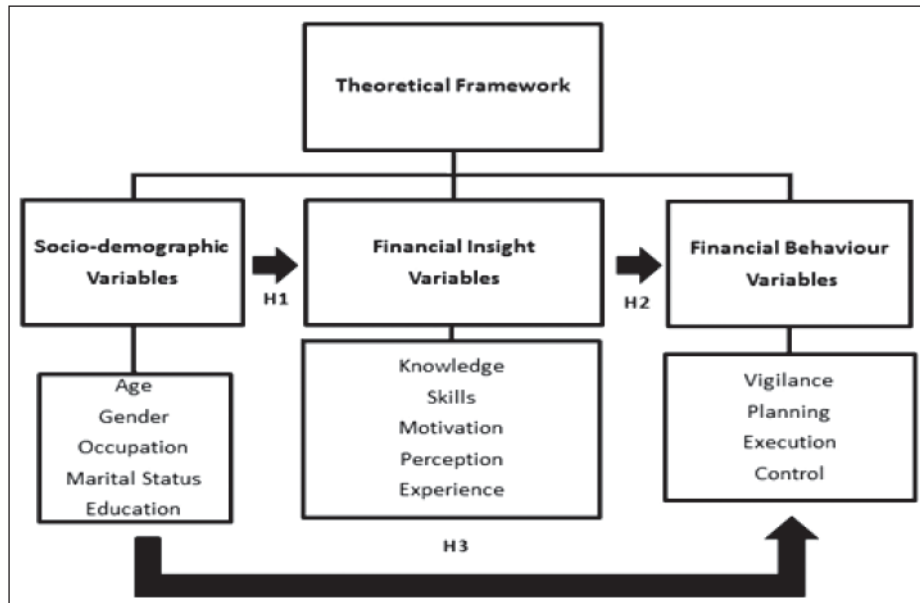 Theoretical Framework
Socio-demographic
Variables
H1
Financial Insight
Variables
H2
Financial Behaviour
Variables
Age
Gender
Occupation
Marital Status
Education
Knowledge
Skills
Motivation
Perception
Experience
Vigilance
Planning
Execution
Control
H3